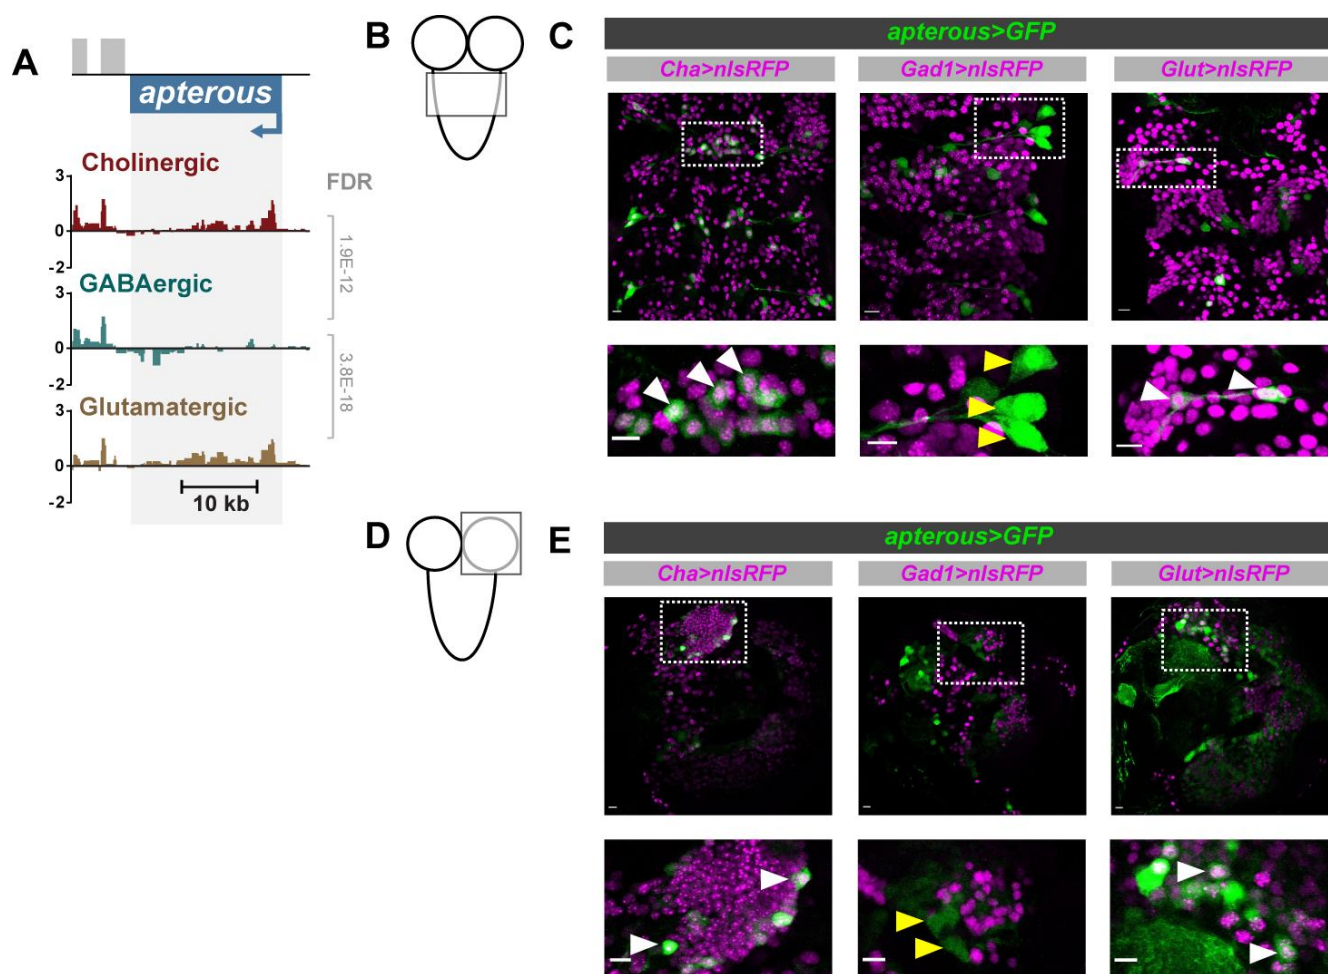 A
apterous
Cholinergic
3
0
-2
GABAergic
3
0
-2
Glutamatergic
3
0
-2
10 kb
FDR
1.9E-12
3.8E-18
B
C
apterous>GFP
Cha>nlsRFP
Gad1>nlsRFP
Glut>nlsRFP
D
E
apterous>GFP
Cha>nlsRFP
Gad1>nlsRFP
Glut>nlsRFP